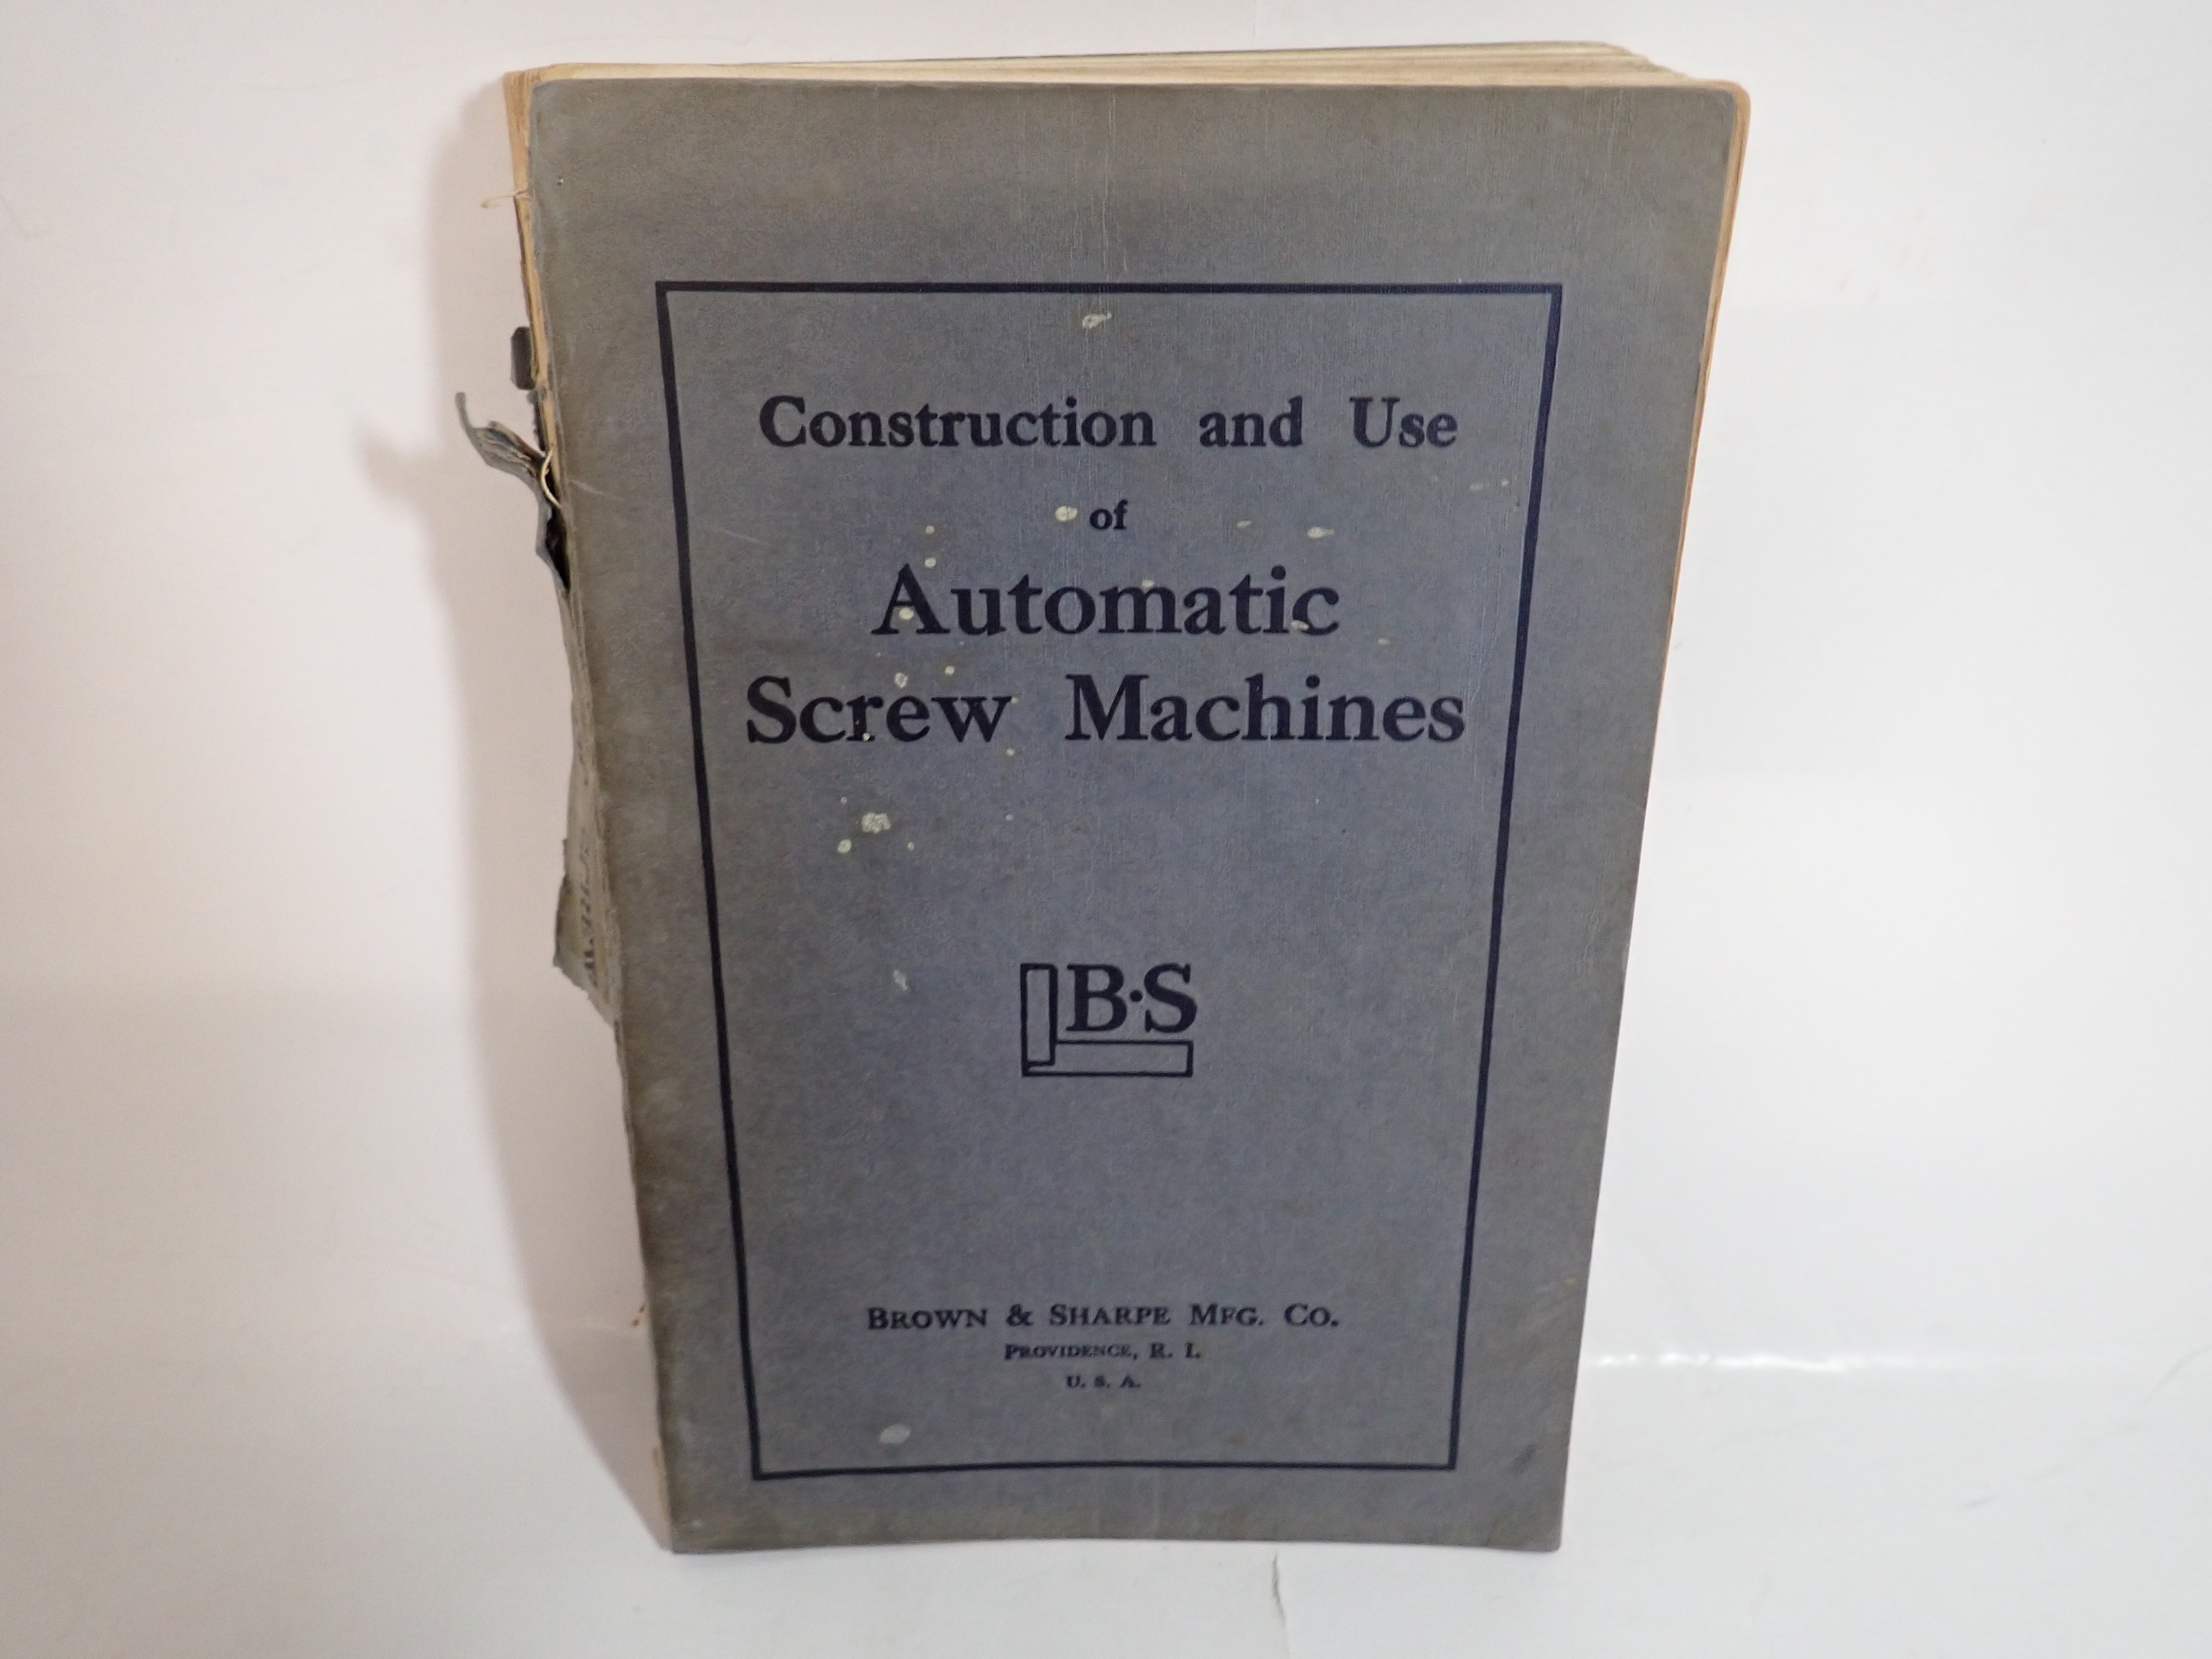 Construction and Use
of
Automatic
Screw Machines
B·S
BROWN & SHARPE MFG. CO.
PROVIDENCE, R. I.
U. S. A.